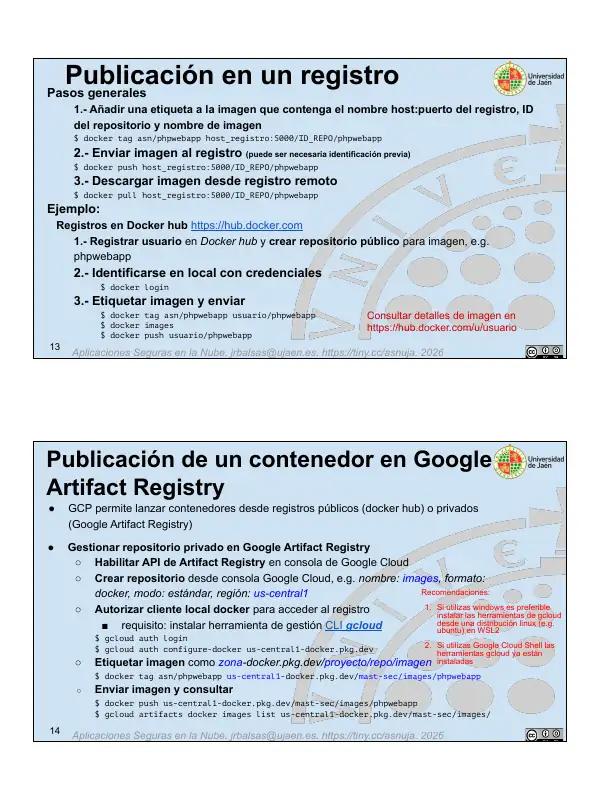 Publicación en un registro
Universidad
de Jaén
Pasos generales
1.- Añadir una etiqueta a la imagen que contenga el nombre host:puerto del registro, ID
del repositorio y nombre de imagen
$ docker tag asn/phpwebapp host_registro:5000/ID_REPO/phpwebapp
2.- Enviar imagen al registro (puede ser necesaria identificación previa)
$ docker push host_registro:5000/ID_REPO/phpwebapp
3.- Descargar imagen desde registro remoto
$ docker pull host_registro:5000/ID_REPO/phpwebapp
Ejemplo:
Registros en Docker hub https://hub.docker.com
1.- Registrar usuario en Docker hub y crear repositorio público para imagen, e.g.
phpwebapp
2.- Identificarse en local con credenciales
$ docker login
3.- Etiquetar imagen y enviar
$ docker tag asn/phpwebapp usuario/phpwebapp
$ docker images
$ docker push usuario/phpwebapp
Consultar detalles de imagen en
https://hub.docker.com/u/usuario
13
Aplicaciones Seguras en la Nube. jrbalsas@ujaen.es. https://tiny.cc/asnuja. 2026
Publicación de un contenedor en Google
Artifact Registry
Universidad
de Jaén
● GCP permite lanzar contenedores desde registros públicos (docker hub) o privados
(Google Artifact Registry)
● Gestionar repositorio privado en Google Artifact Registry
○ Habilitar API de Artifact Registry en consola de Google Cloud
○ Crear repositorio desde consola Google Cloud, e.g. nombre: images, formato:
docker, modo: estándar, región: us-central1
○ Autorizar cliente local docker para acceder al registro
■ requisito: instalar herramienta de gestión CLI gcloud
$ gcloud auth login
$ gcloud auth configure-docker us-central1-docker.pkg.dev
○ Etiquetar imagen como zona-docker.pkg.dev/proyecto/repo/imagen
$ docker tag asn/phpwebapp us-central1-docker.pkg.dev/mast-sec/images/phpwebapp
○ Enviar imagen y consultar
$ docker push us-central1-docker.pkg.dev/mast-sec/images/phpwebapp
$ gcloud artifacts docker images list us-central1-docker.pkg.dev/mast-sec/images/
Recomendaciones:
1. Si utilizas windows es preferible
instalar las herramientas de gcloud
desde una distribución linux (e.g.
ubuntu) en WSL2
2. Si utilizas Google Cloud Shell las
herramientas gcloud ya están
instaladas
14
Aplicaciones Seguras en la Nube. jrbalsas@ujaen.es. https://tiny.cc/asnuja. 2026